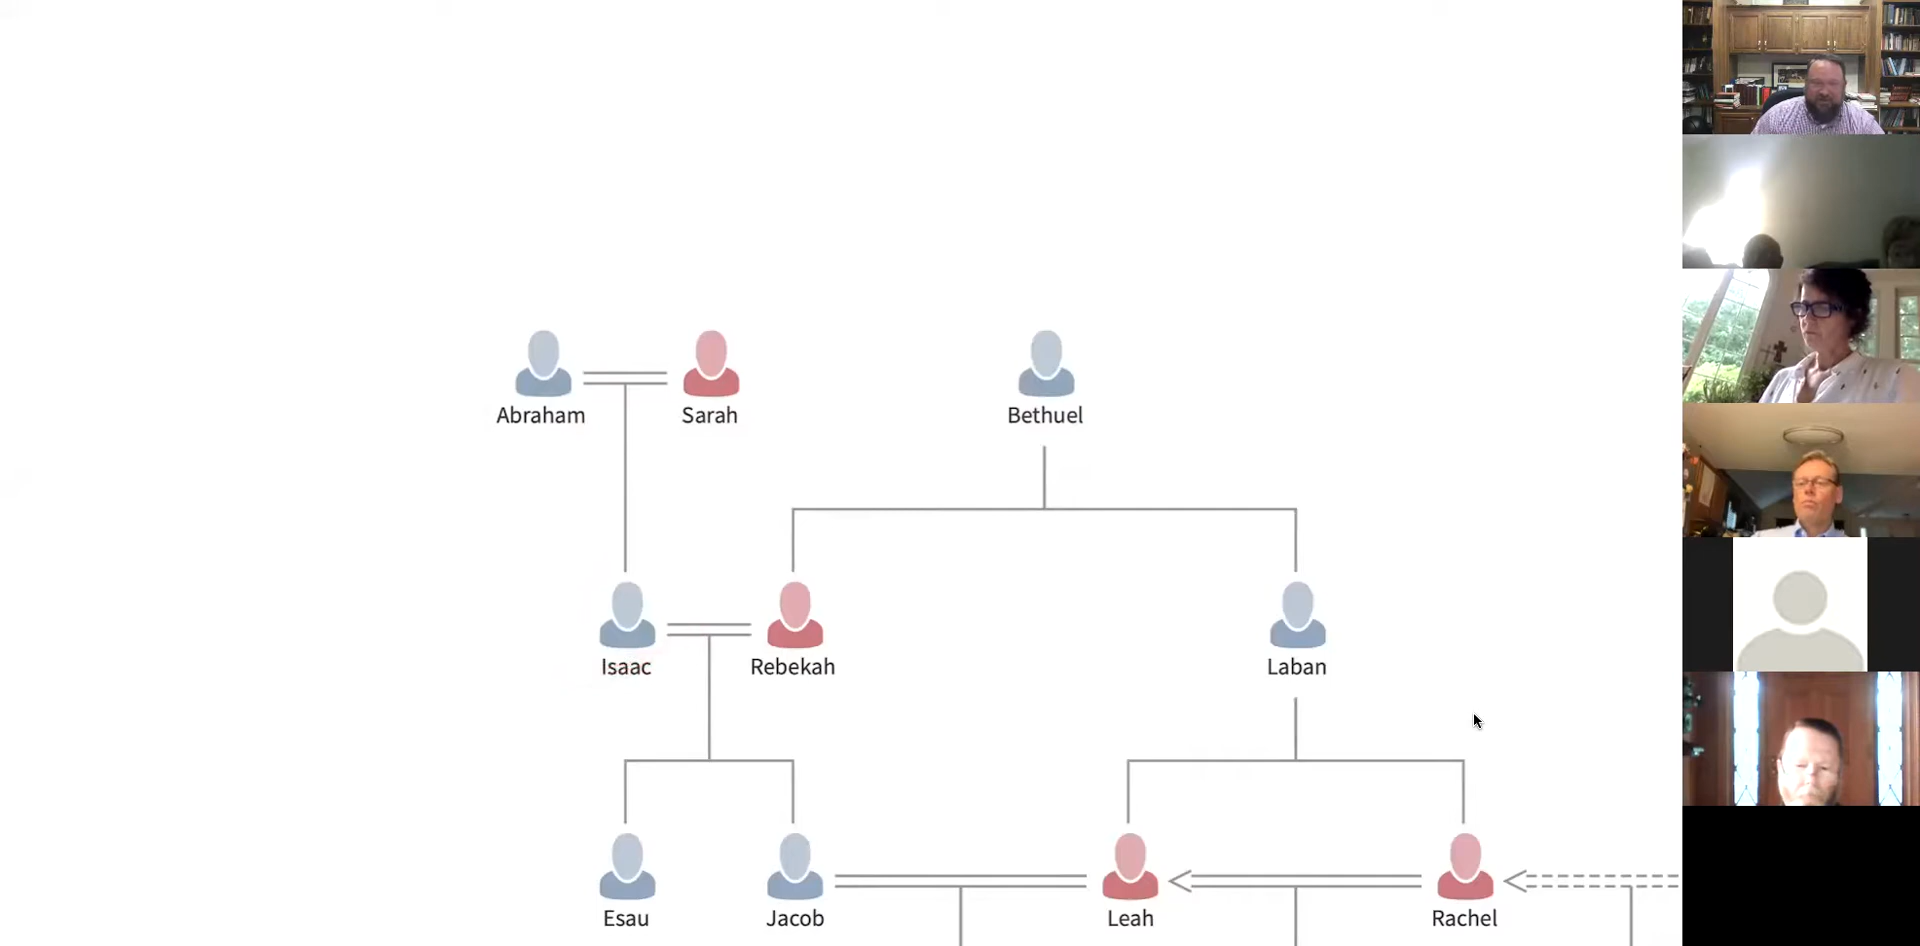 Abraham
Sarah
Bethuel
Isaac
Rebekah
Laban
Esau
Jacob
Leah
Rachel